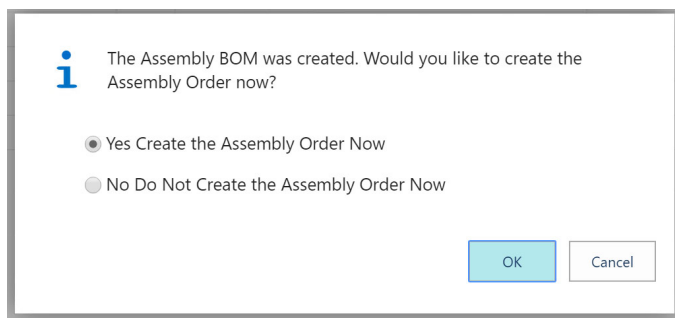 The Assembly BOM was created. Would you like to create the
Assembly Order now?
Yes Create the Assembly Order Now
No Do Not Create the Assembly Order Now
OK Cancel